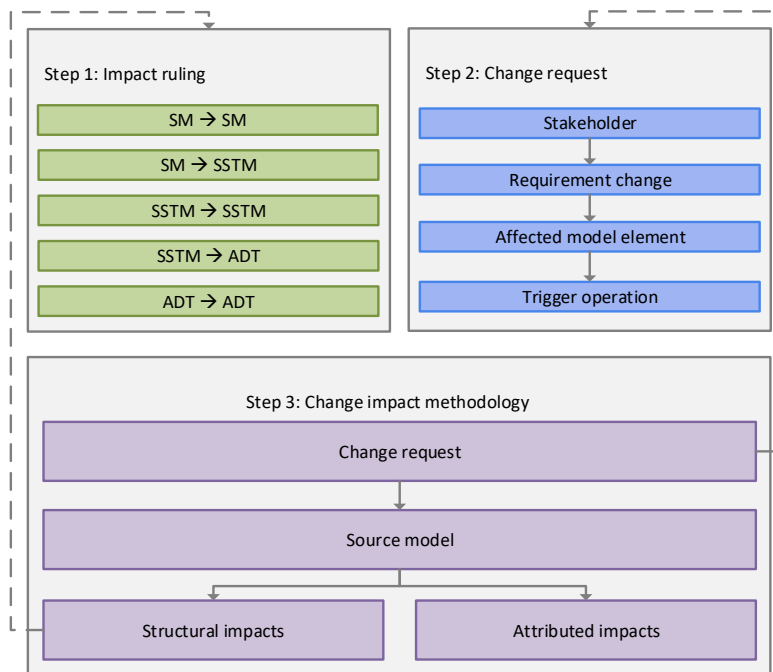 Step 1: Impact ruling
SM → SM
SM → SSTM
SSTM → SSTM
SSTM → ADT
ADT → ADT
Step 2: Change request
Stakeholder
Requirement change
Affected model element
Trigger operation
Step 3: Change impact methodology
Change request
Source model
Structural impacts
Attributed impacts